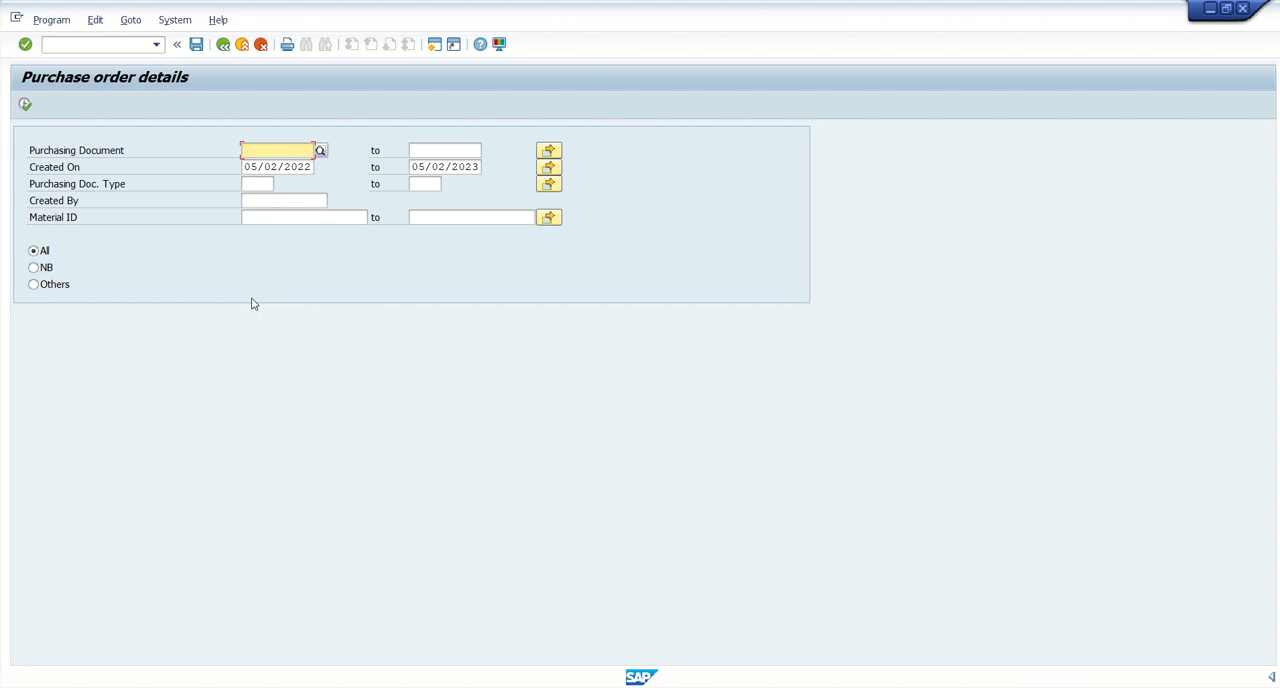 Program Edit Goto System Help
Purchase order details
Purchasing Document to
Created On 05/02/2022 to 05/02/2023
Purchasing Doc. Type to
Created By
Material ID to
All
NB
Others
SAP